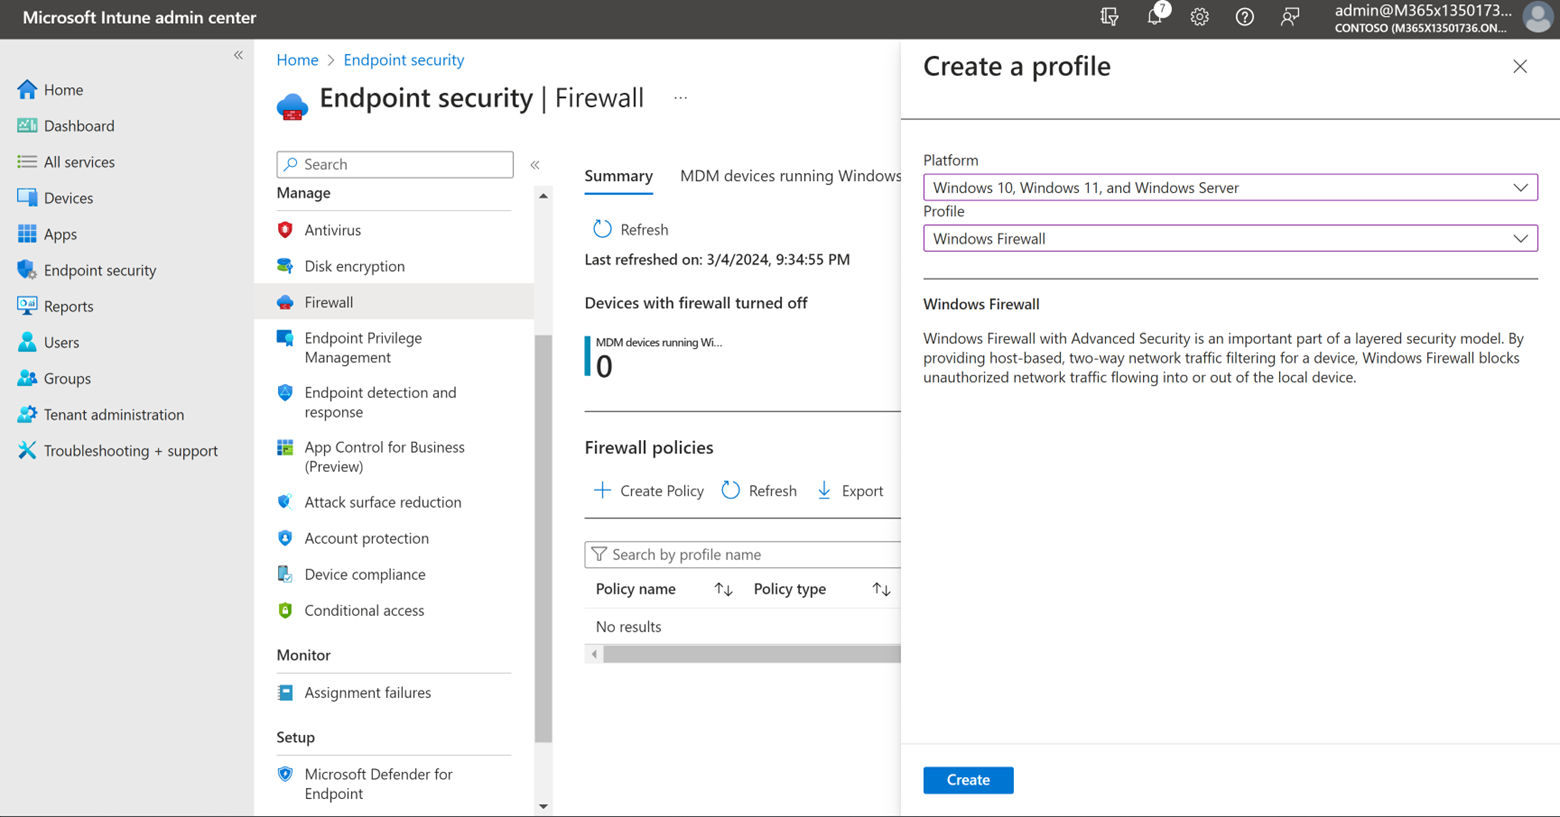 Microsoft Intune admin center
7
admin@M365x1350173...
CONTOSO (M365X13501736.ON...
«
Home
Dashboard
All services
Devices
Apps
Endpoint security
Reports
Users
Groups
Tenant administration
Troubleshooting + support
Home > Endpoint security
Endpoint security | Firewall ...
Search
«
Manage
Antivirus
Disk encryption
Firewall
Endpoint Privilege
Management
Endpoint detection and
response
App Control for Business
(Preview)
Attack surface reduction
Account protection
Device compliance
Conditional access
Monitor
Assignment failures
Setup
Microsoft Defender for
Endpoint
Summary MDM devices running Windows
Refresh
Last refreshed on: 3/4/2024, 9:34:55 PM
Devices with firewall turned off
MDM devices running Wi...
0
Firewall policies
Create Policy Refresh Export
Search by profile name
Policy name Policy type
No results
Create a profile
Platform
Windows 10, Windows 11, and Windows Server
Profile
Windows Firewall
Windows Firewall
Windows Firewall with Advanced Security is an important part of a layered security model. By
providing host-based, two-way network traffic filtering for a device, Windows Firewall blocks
unauthorized network traffic flowing into or out of the local device.
Create